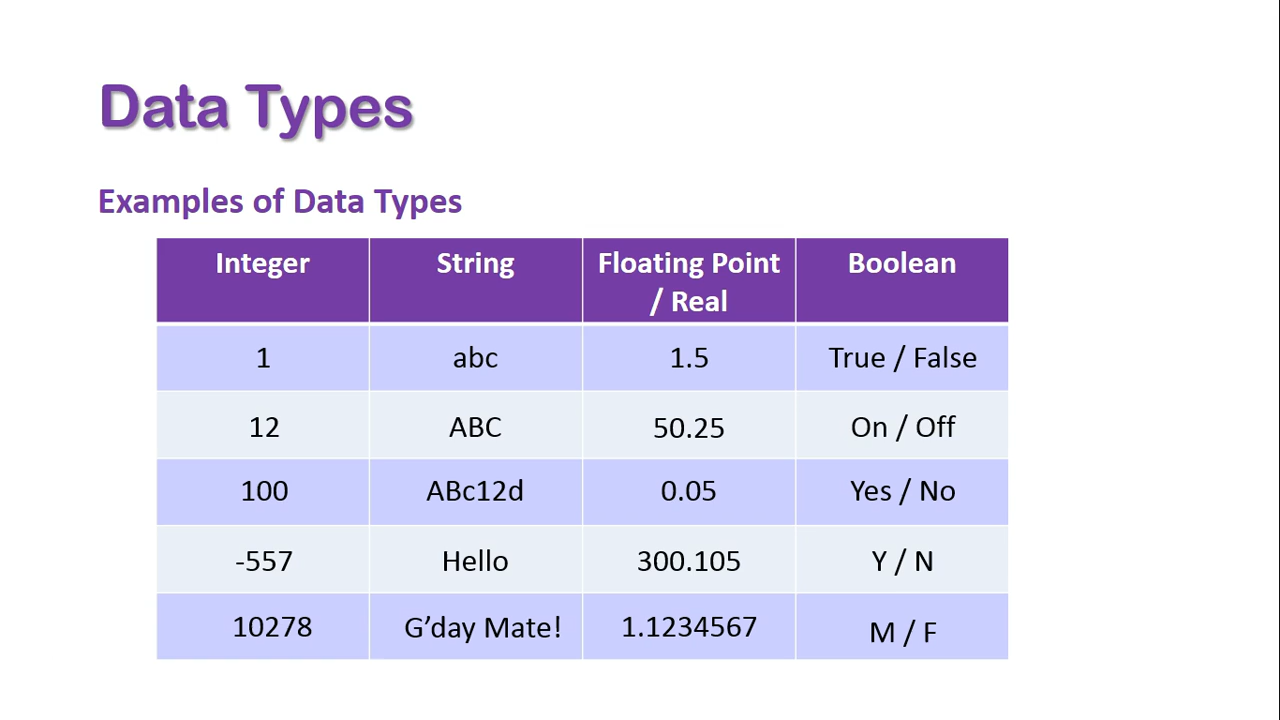 Data Types
Examples of Data Types
Integer String Floating Point / Real Boolean
1 abc 1.5 True / False
12 ABC 50.25 On / Off
100 ABc12d 0.05 Yes / No
-557 Hello 300.105 Y / N
10278 G’day Mate! 1.1234567 M / F